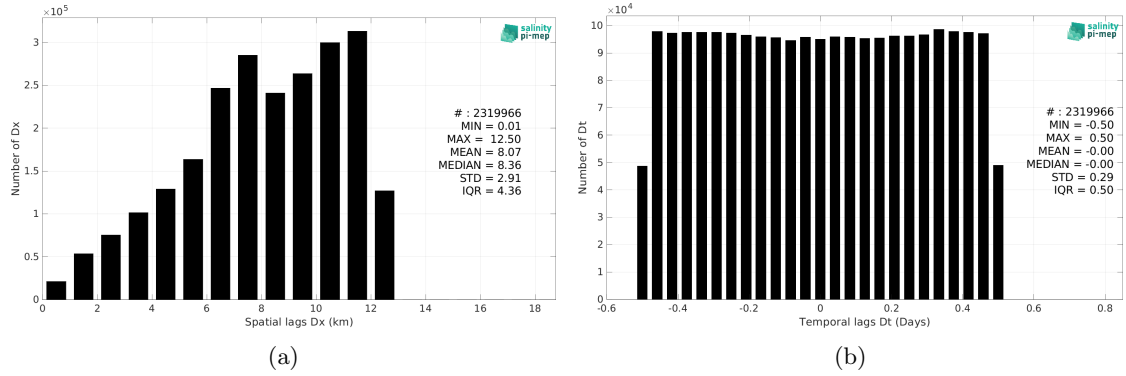 ×10⁵
3
2.5
2
1.5
1
0.5
0
Number of Dx
0 2 4 6 8 10 12 14 16 18
Spatial lags Dx (km)
salinity
pi-mep
# : 2319966
MIN = 0.01
MAX = 12.50
MEAN = 8.07
MEDIAN = 8.36
STD = 2.91
IQR = 4.36
(a)
×10⁴
10
9
8
7
6
5
4
3
2
1
0
Number of Dt
-0.6 -0.4 -0.2 0 0.2 0.4 0.6 0.8
Temporal lags Dt (Days)
salinity
pi-mep
# : 2319966
MIN = -0.50
MAX = 0.50
MEAN = -0.00
MEDIAN = -0.00
STD = 0.29
IQR = 0.50
(b)